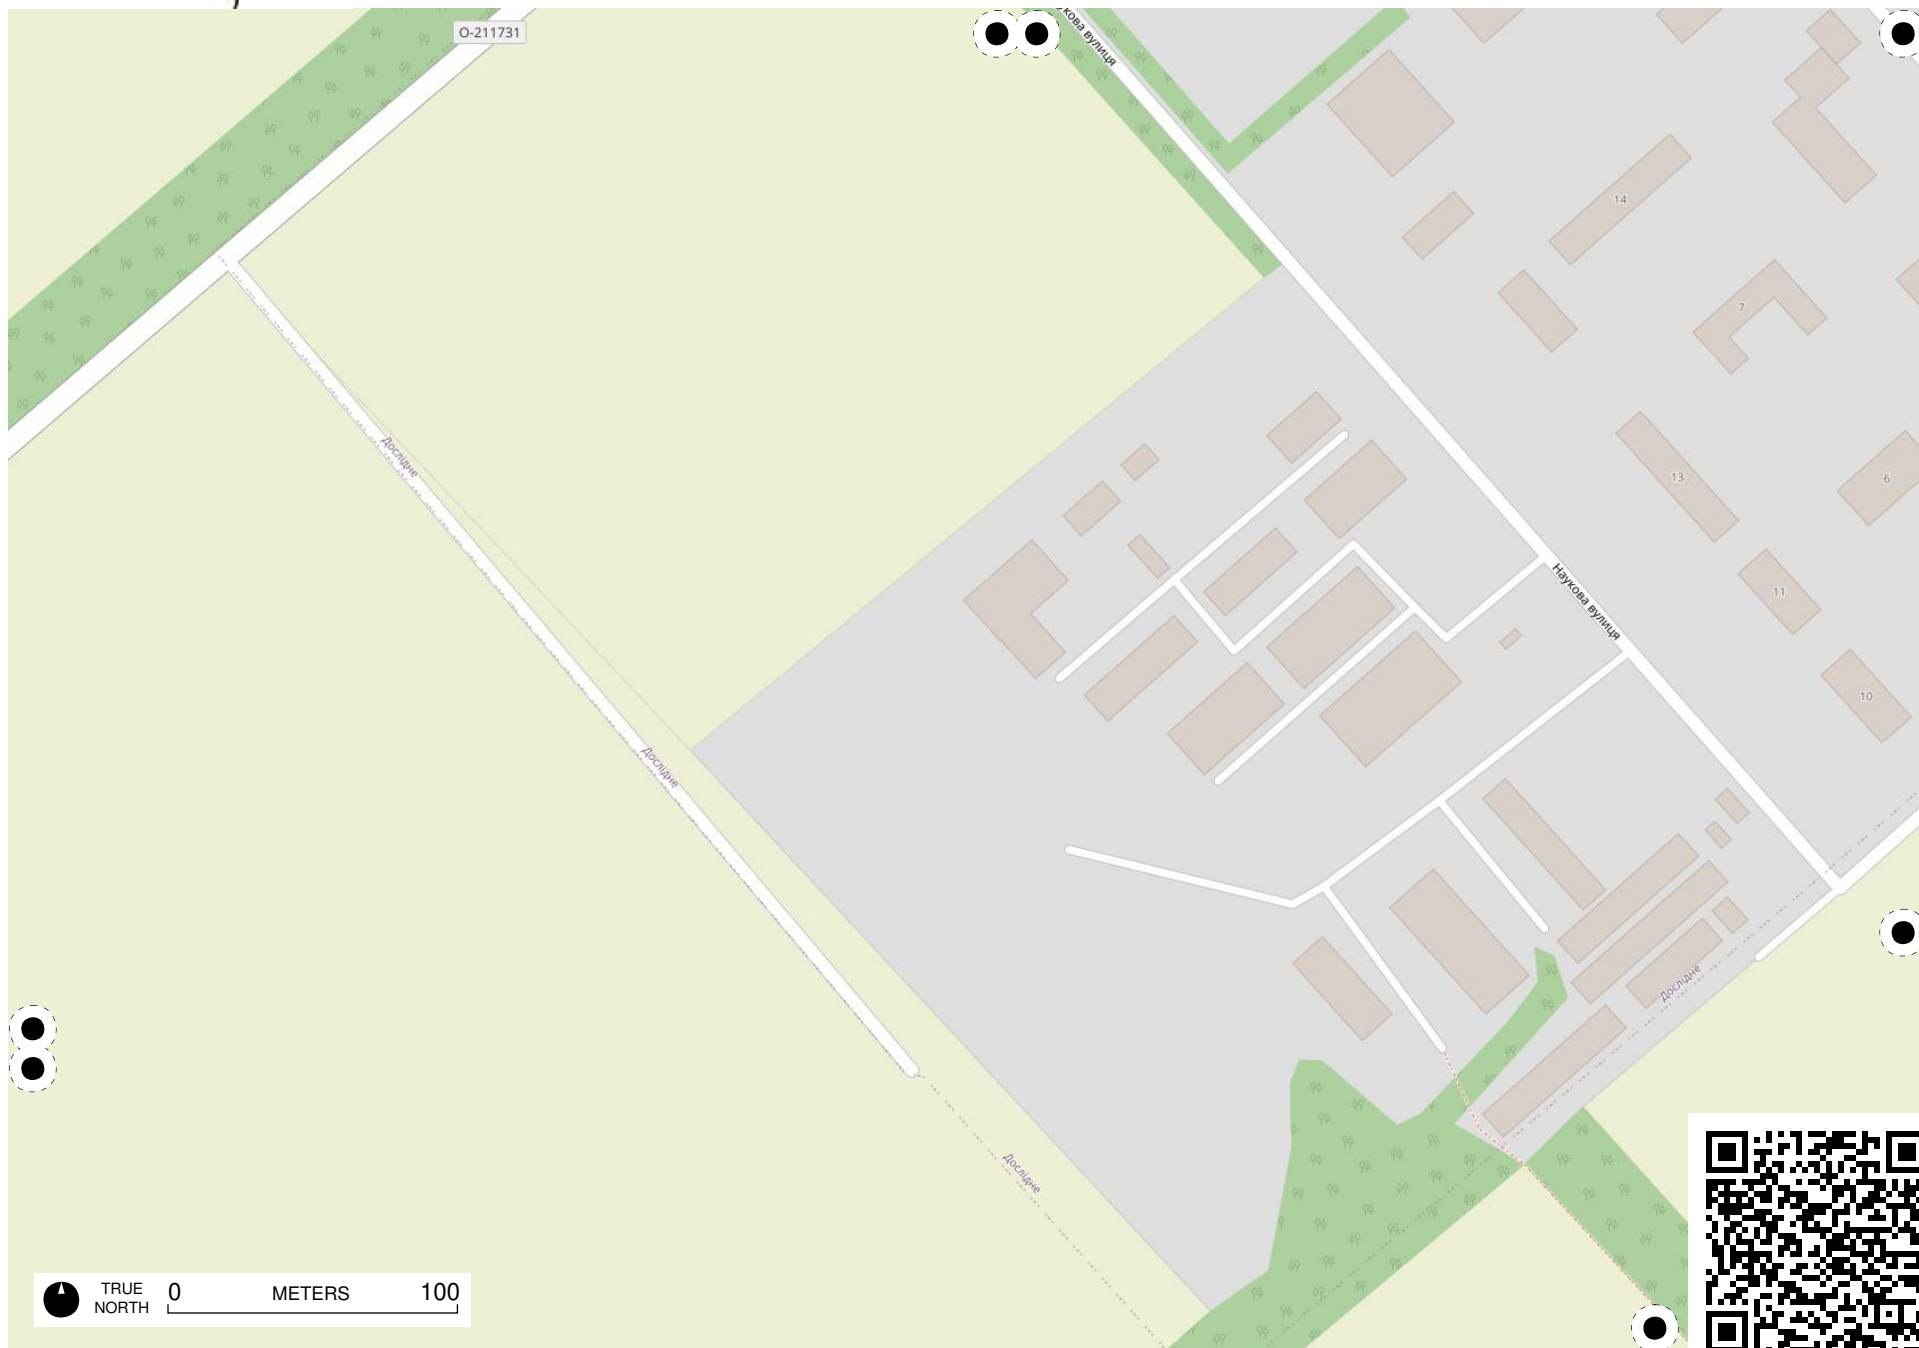 О-211731
Наукова вулиця
14
7
Дослідне
13
6
Наукова вулиця
11
10
Дослідне
Дослідне
Дослідне
TRUE NORTH
0 METERS 100